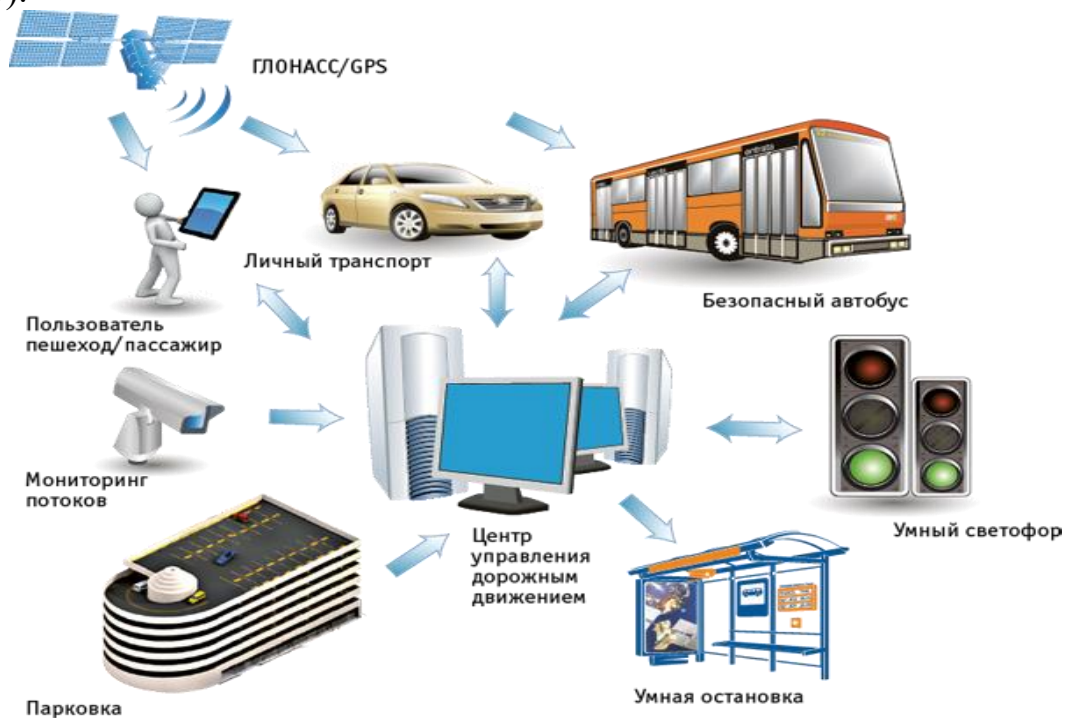 ).
ГЛОНАСС/GPS
Личный транспорт
Безопасный автобус
Пользователь
пешеход/пассажир
Мониторинг
потоков
Центр
управления
дорожным
движением
Умный светофор
Умная остановка
Парковка